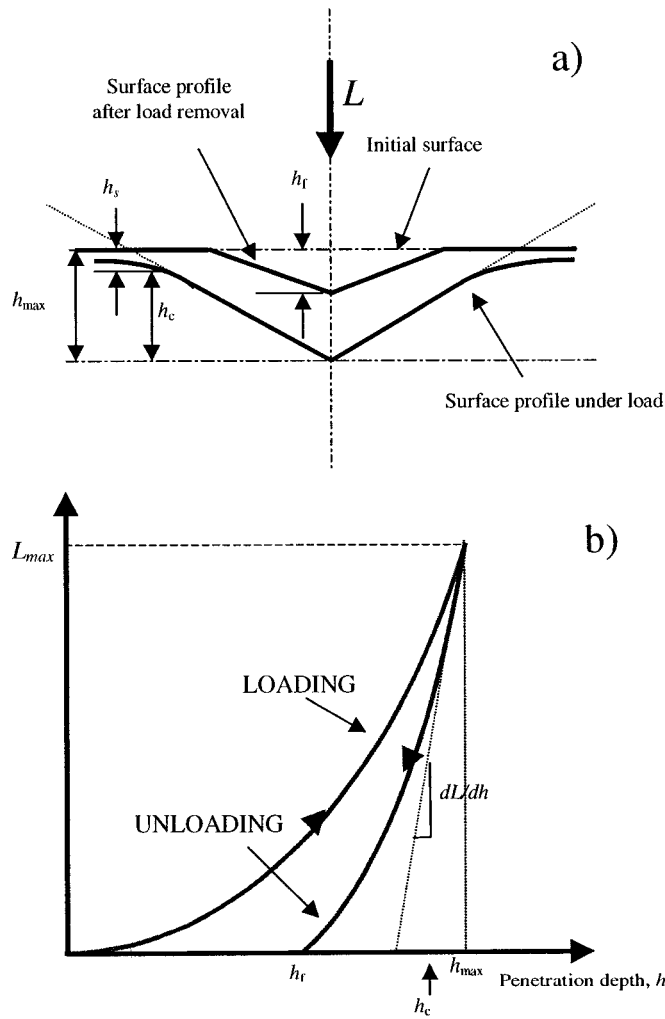 a)
L
Surface profile
after load removal
Initial surface
h_s
h_f
h_max
h_c
Surface profile under load
b)
L_max
LOADING
dL/dh
UNLOADING
h_f
h_max
Penetration depth, h
h_c